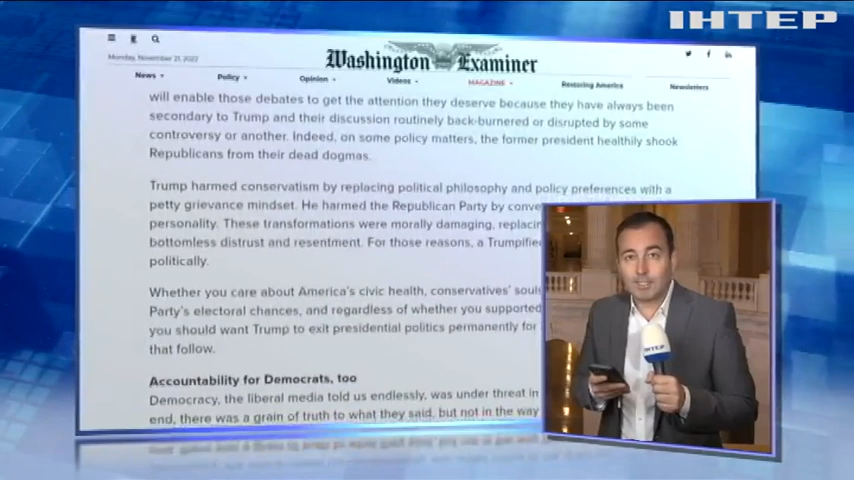 ІНТЕР
Monday, November 21, 2022
Washington Examiner
News
Policy
Opinion
Videos
MAGAZINE
Restoring America
Newsletters
will enable those debates to get the attention they deserve because they have always been
secondary to Trump and their discussion routinely back-burnered or disrupted by some
controversy or another. Indeed, on some policy matters, the former president healthily shook
Republicans from their dead dogmas.
Trump harmed conservatism by replacing political philosophy and policy preferences with a
petty grievance mindset. He harmed the Republican Party by conve
personality. These transformations were morally damaging, replacin
bottomless distrust and resentment. For those reasons, a Trumpifie
politically.
Whether you care about America's civic health, conservatives' souls
Party's electoral chances, and regardless of whether you supported
you should want Trump to exit presidential politics permanently for
that follow.
Accountability for Democrats, too
Democracy, the liberal media told us endlessly, was under threat in
end, there was a grain of truth to what they said, but not in the way
ІНТЕР